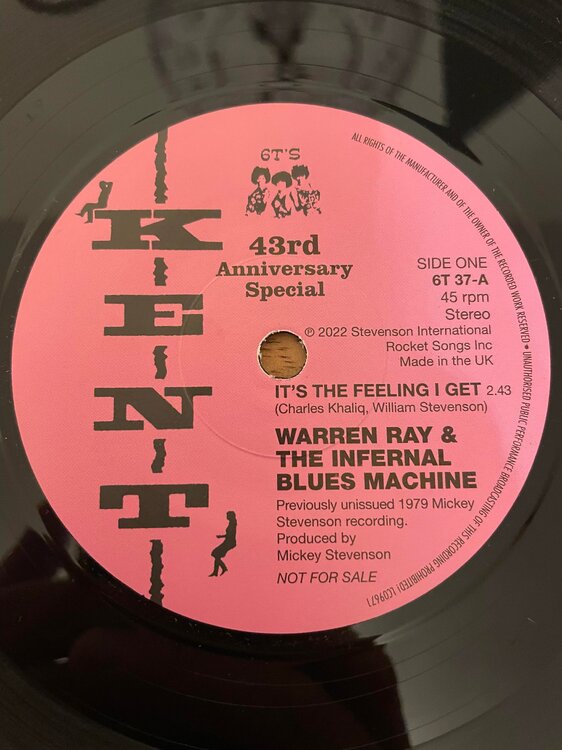 6T'S
KENT
43rd
Anniversary
Special
SIDE ONE
6T 37-A
45 rpm
Stereo
℗ 2022 Stevenson International
Rocket Songs Inc
Made in the UK
IT'S THE FEELING I GET 2.43
(Charles Khaliq, William Stevenson)
WARREN RAY &
THE INFERNAL
BLUES MACHINE
Previously unissued 1979 Mickey
Stevenson recording.
Produced by
Mickey Stevenson
NOT FOR SALE
ALL RIGHTS OF THE MANUFACTURER AND OF THE OWNER OF THE RECORDED WORK RESERVED • UNAUTHORISED PUBLIC PERFORMANCE BROADCASTING OF THIS RECORDING PROHIBITED! LC09671